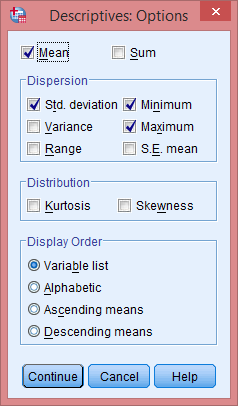 Descriptives: Options
Mean Sum
Dispersion
Std. deviation Minimum
Variance Maximum
Range S.E. mean
Distribution
Kurtosis Skewness
Display Order
Variable list
Alphabetic
Ascending means
Descending means
Continue Cancel Help